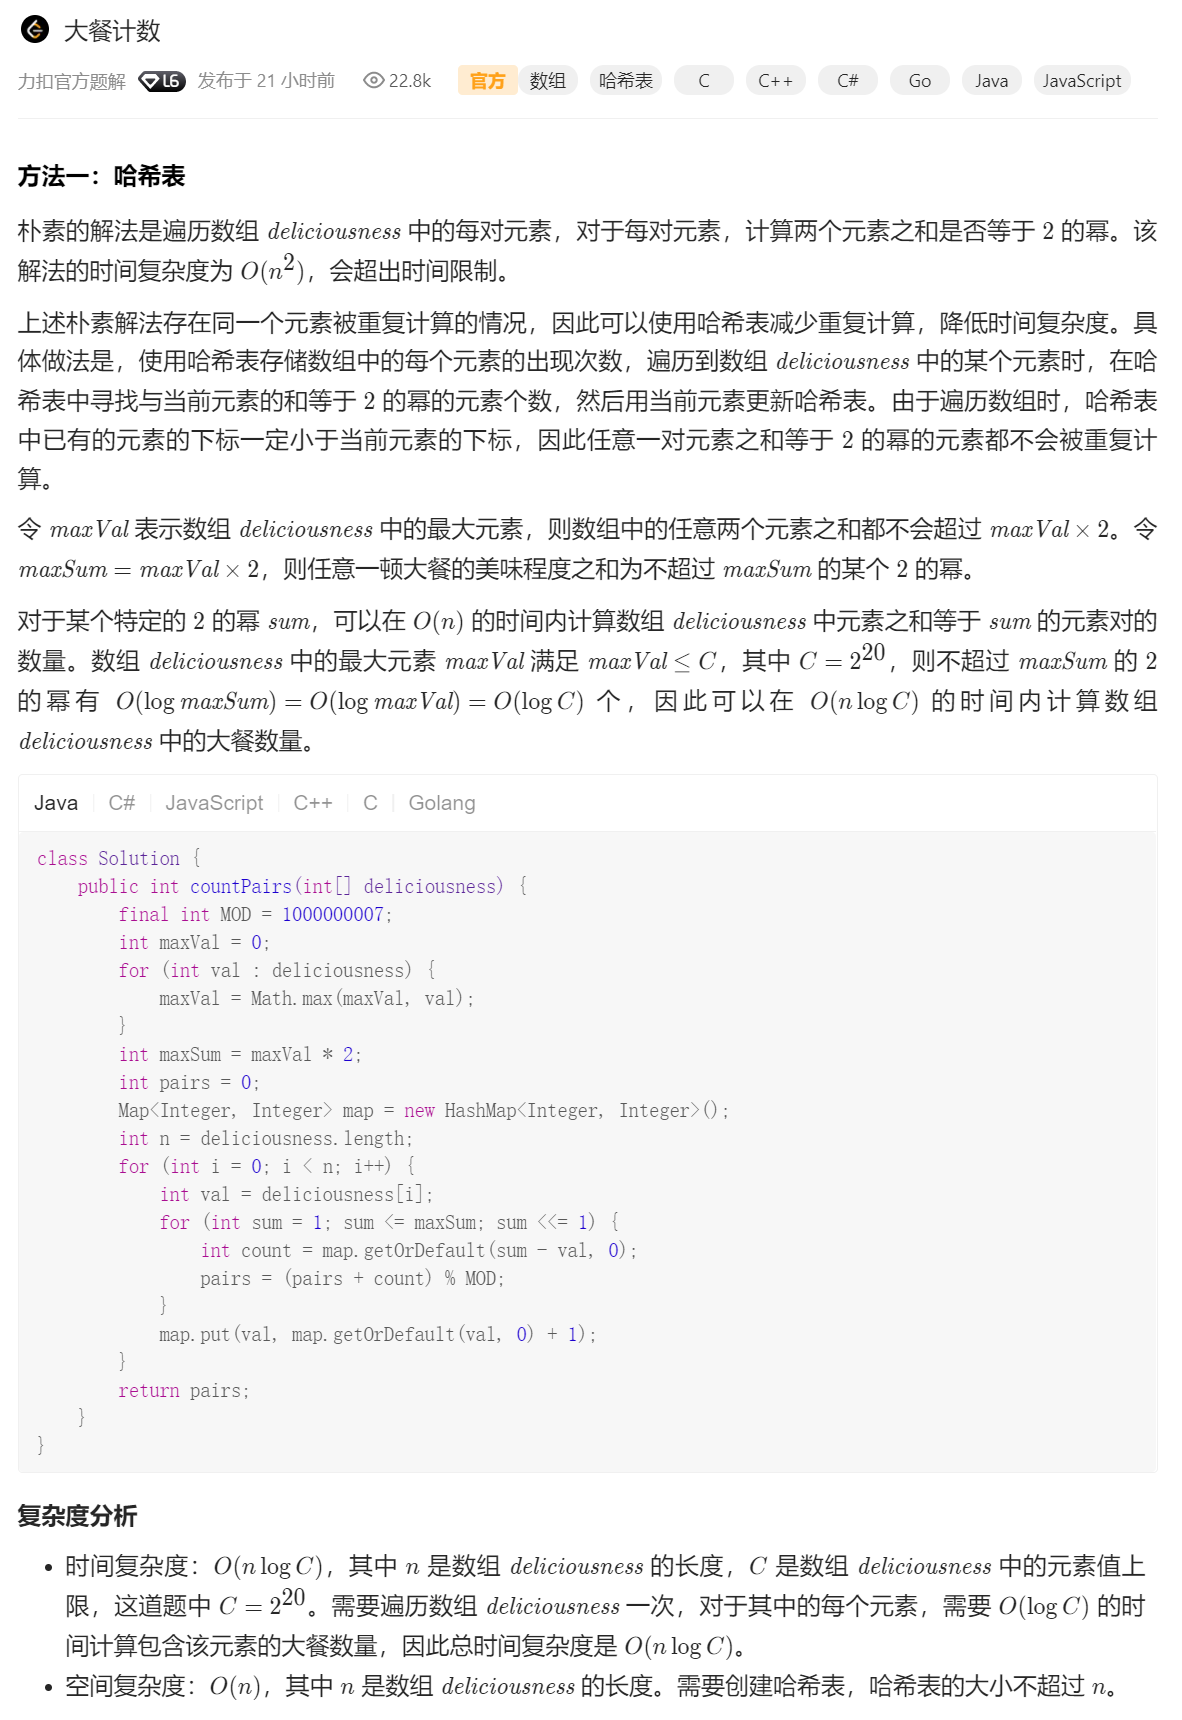 大餐计数
力扣官方题解 L6 发布于 21 小时前 22.8k 官方 数组 哈希表 C C++ C# Go Java JavaScript
方法一：哈希表
朴素的解法是遍历数组 deliciousness 中的每对元素，对于每对元素，计算两个元素之和是否等于 2 的幂。该
解法的时间复杂度为 O(n²)，会超出时间限制。
上述朴素解法存在同一个元素被重复计算的情况，因此可以使用哈希表减少重复计算，降低时间复杂度。具
体做法是，使用哈希表存储数组中的每个元素的出现次数，遍历到数组 deliciousness 中的某个元素时，在哈
希表中寻找与当前元素的和等于 2 的幂的元素个数，然后用当前元素更新哈希表。由于遍历数组时，哈希表
中已有的元素的下标一定小于当前元素的下标，因此任意一对元素之和等于 2 的幂的元素都不会被重复计
算。
令 maxVal 表示数组 deliciousness 中的最大元素，则数组中的任意两个元素之和都不会超过 maxVal × 2。令
maxSum = maxVal × 2，则任意一顿大餐的美味程度之和为不超过 maxSum 的某个 2 的幂。
对于某个特定的 2 的幂 sum，可以在 O(n) 的时间内计算数组 deliciousness 中元素之和等于 sum 的元素对的
数量。数组 deliciousness 中的最大元素 maxVal 满足 maxVal ≤ C，其中 C = 2²⁰，则不超过 maxSum 的 2
的幂有 O(log maxSum) = O(log maxVal) = O(log C) 个，因此可以在 O(n log C) 的时间内计算数组
deliciousness 中的大餐数量。
Java C# JavaScript C++ C Golang
class Solution {
    public int countPairs(int[] deliciousness) {
        final int MOD = 1000000007;
        int maxVal = 0;
        for (int val : deliciousness) {
            maxVal = Math.max(maxVal, val);
        }
        int maxSum = maxVal * 2;
        int pairs = 0;
        Map<Integer, Integer> map = new HashMap<Integer, Integer>();
        int n = deliciousness.length;
        for (int i = 0; i < n; i++) {
            int val = deliciousness[i];
            for (int sum = 1; sum <= maxSum; sum <<= 1) {
                int count = map.getOrDefault(sum - val, 0);
                pairs = (pairs + count) % MOD;
            }
            map.put(val, map.getOrDefault(val, 0) + 1);
        }
        return pairs;
    }
}
复杂度分析
• 时间复杂度：O(n log C)，其中 n 是数组 deliciousness 的长度，C 是数组 deliciousness 中的元素值上
限，这道题中 C = 2²⁰。需要遍历数组 deliciousness 一次，对于其中的每个元素，需要 O(log C) 的时
间计算包含该元素的大餐数量，因此总时间复杂度是 O(n log C)。
• 空间复杂度：O(n)，其中 n 是数组 deliciousness 的长度。需要创建哈希表，哈希表的大小不超过 n。